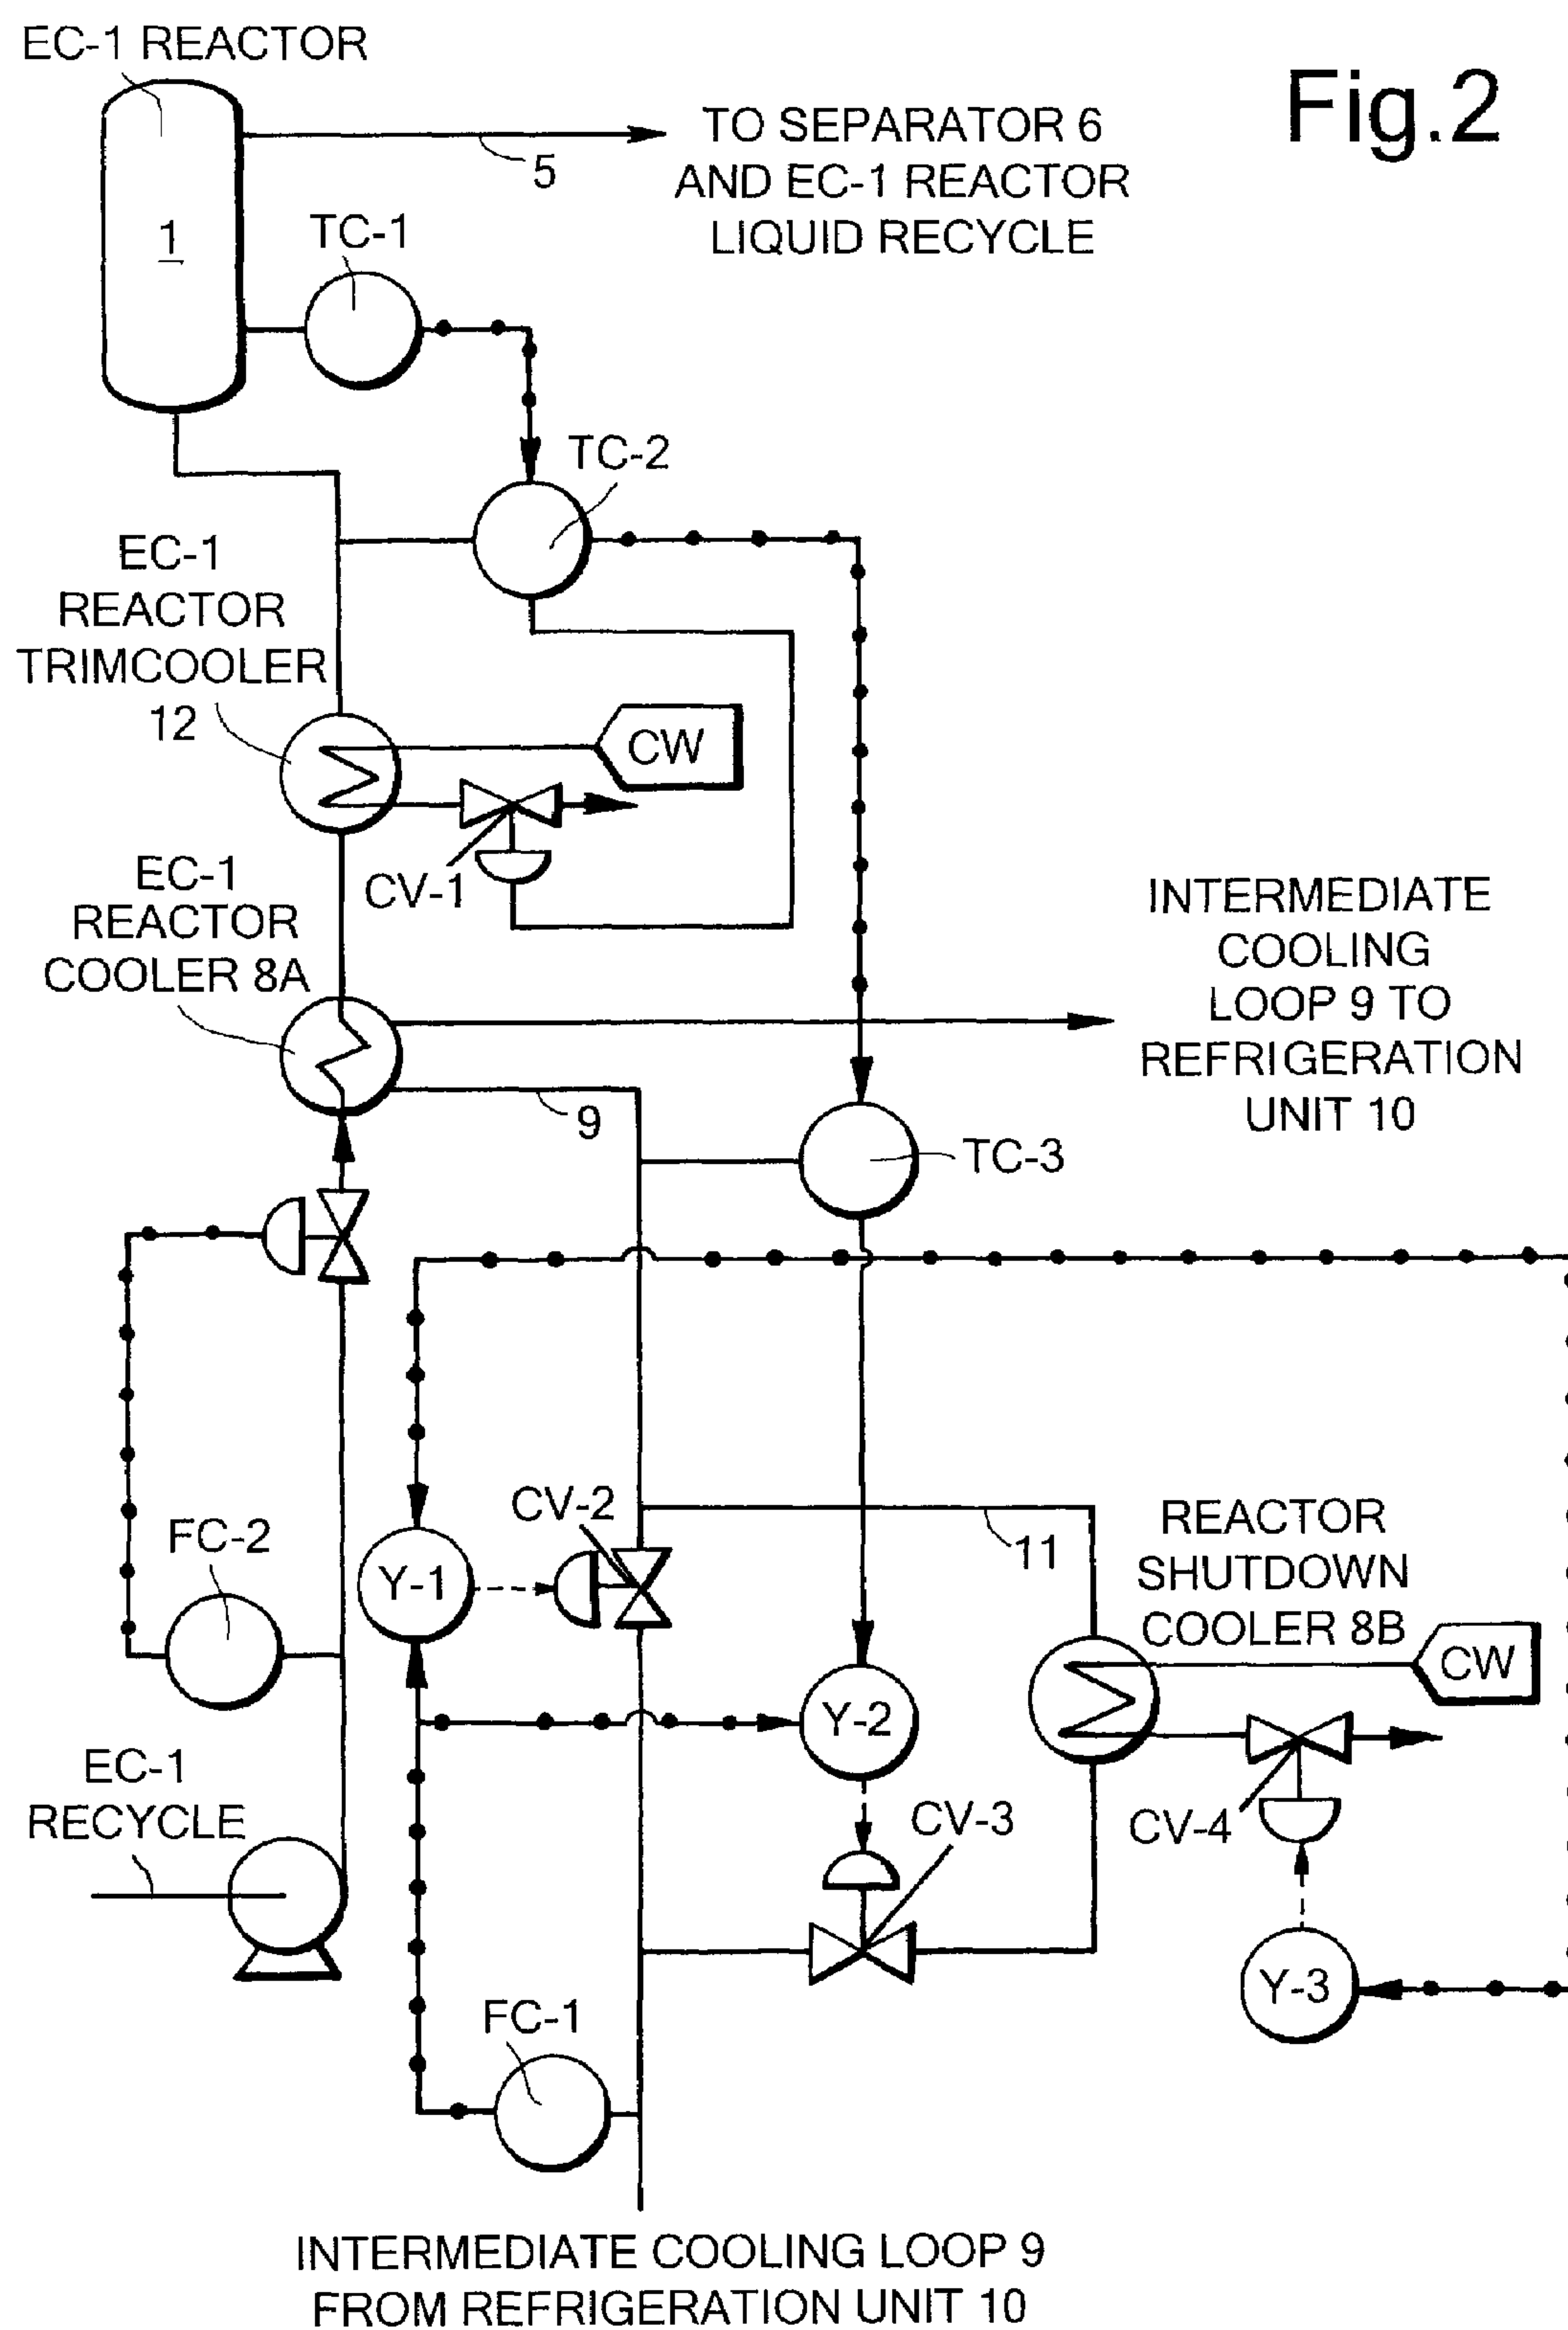 EC-1 REACTOR
Fig.2
TO SEPARATOR 6
AND EC-1 REACTOR
LIQUID RECYCLE
5
1
TC-1
TC-2
EC-1
REACTOR
TRIMCOOLER
12
CW
CV-1
EC-1
REACTOR
COOLER 8A
INTERMEDIATE
COOLING
LOOP 9 TO
REFRIGERATION
UNIT 10
9
TC-3
CV-2
11
REACTOR
SHUTDOWN
COOLER 8B
FC-2
Y-1
CW
Y-2
EC-1
RECYCLE
CV-3
CV-4
Y-3
FC-1
INTERMEDIATE COOLING LOOP 9
FROM REFRIGERATION UNIT 10